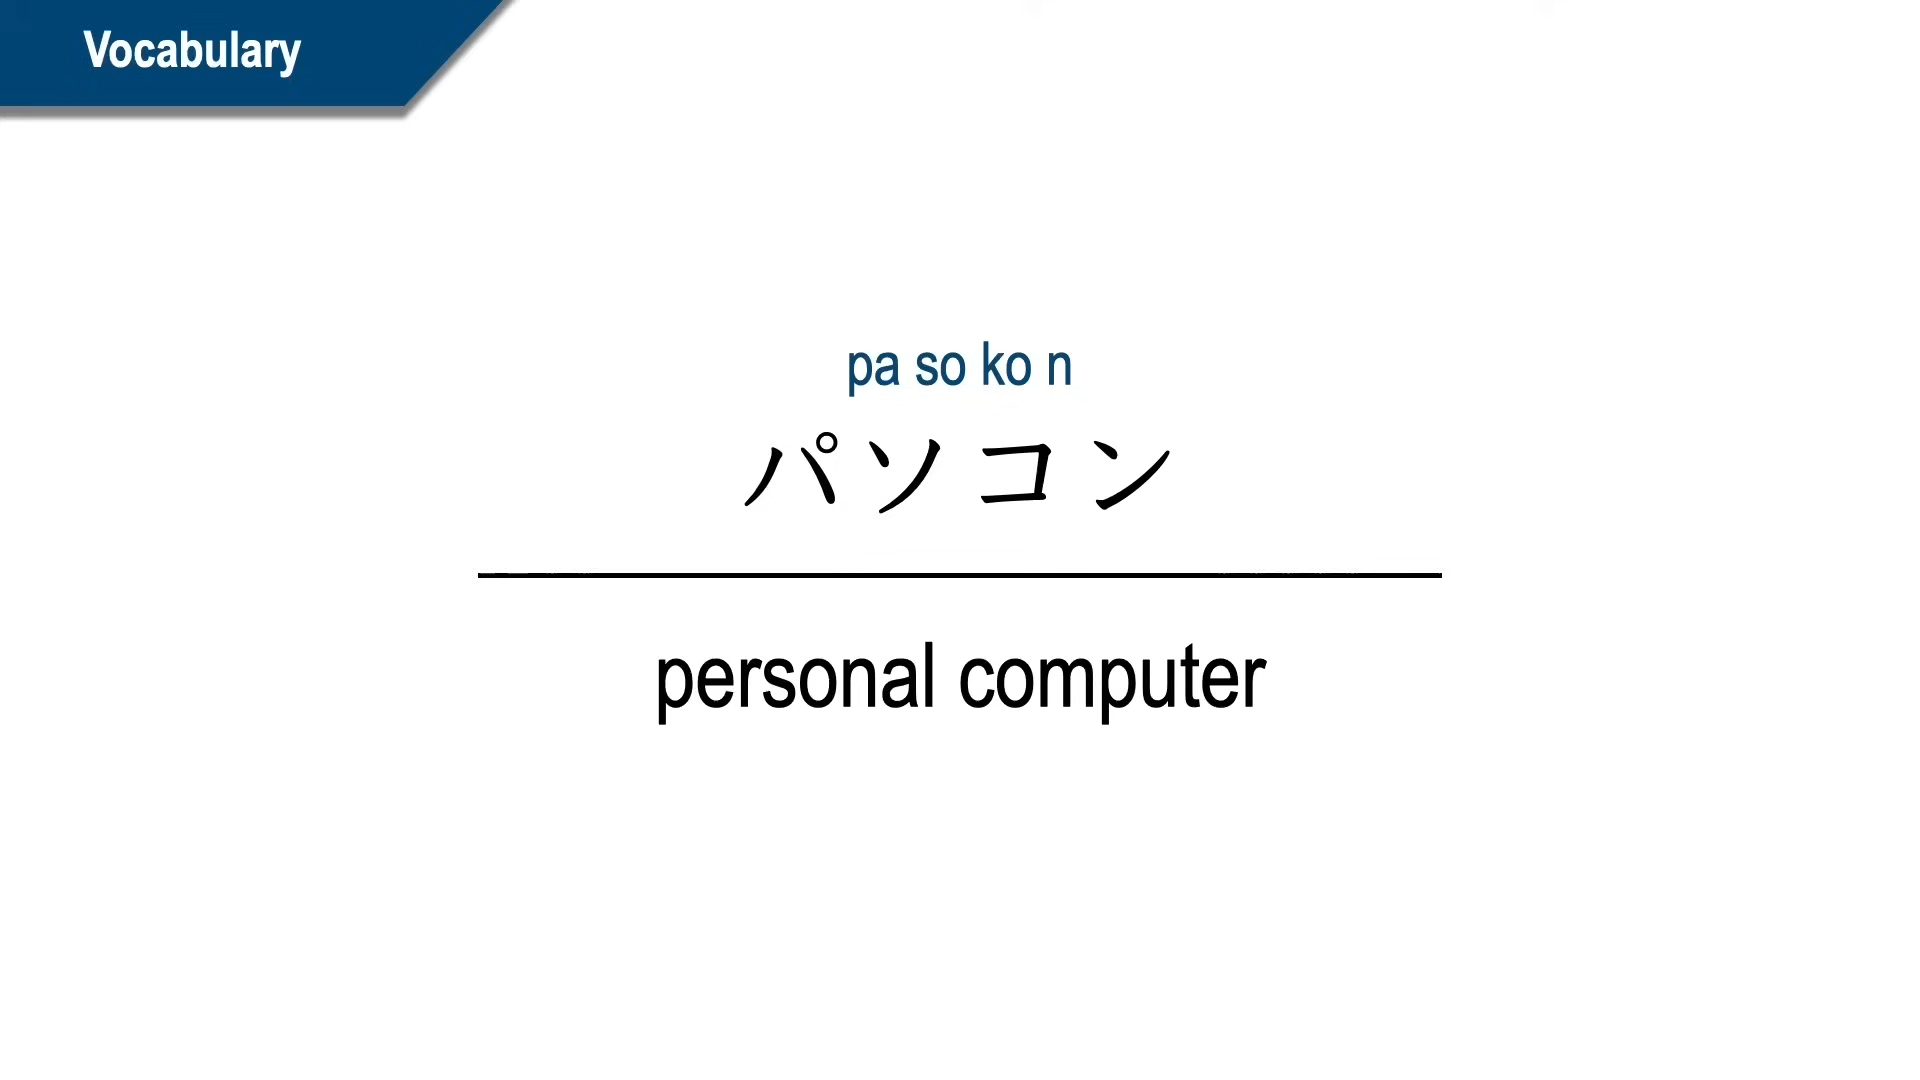 Vocabulary
pa so ko n
パソコン
personal computer